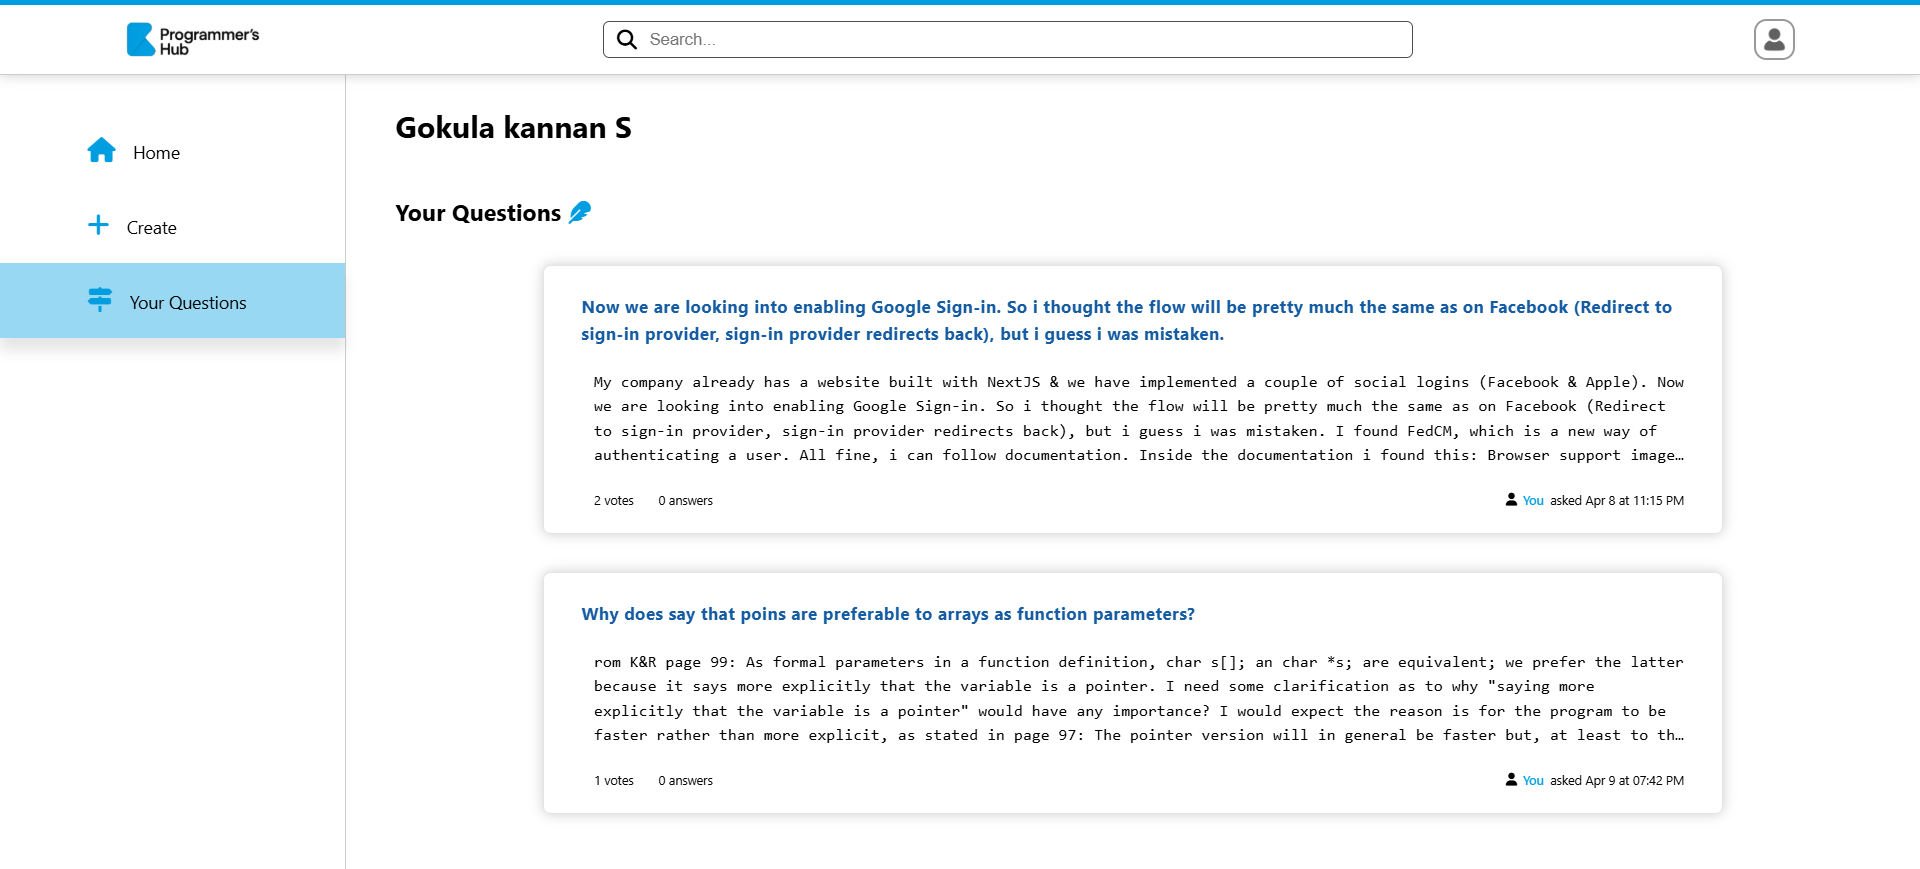 Programmer's
Hub
Search...
Home
Create
Your Questions
Gokula kannan S
Your Questions
Now we are looking into enabling Google Sign-in. So i thought the flow will be pretty much the same as on Facebook (Redirect to
sign-in provider, sign-in provider redirects back), but i guess i was mistaken.
My company already has a website built with NextJS & we have implemented a couple of social logins (Facebook & Apple). Now
we are looking into enabling Google Sign-in. So i thought the flow will be pretty much the same as on Facebook (Redirect
to sign-in provider, sign-in provider redirects back), but i guess i was mistaken. I found FedCM, which is a new way of
authenticating a user. All fine, i can follow documentation. Inside the documentation i found this: Browser support image…
2 votes 0 answers You asked Apr 8 at 11:15 PM
Why does say that poins are preferable to arrays as function parameters?
rom K&R page 99: As formal parameters in a function definition, char s[]; an char *s; are equivalent; we prefer the latter
because it says more explicitly that the variable is a pointer. I need some clarification as to why "saying more
explicitly that the variable is a pointer" would have any importance? I would expect the reason is for the program to be
faster rather than more explicit, as stated in page 97: The pointer version will in general be faster but, at least to th…
1 votes 0 answers You asked Apr 9 at 07:42 PM